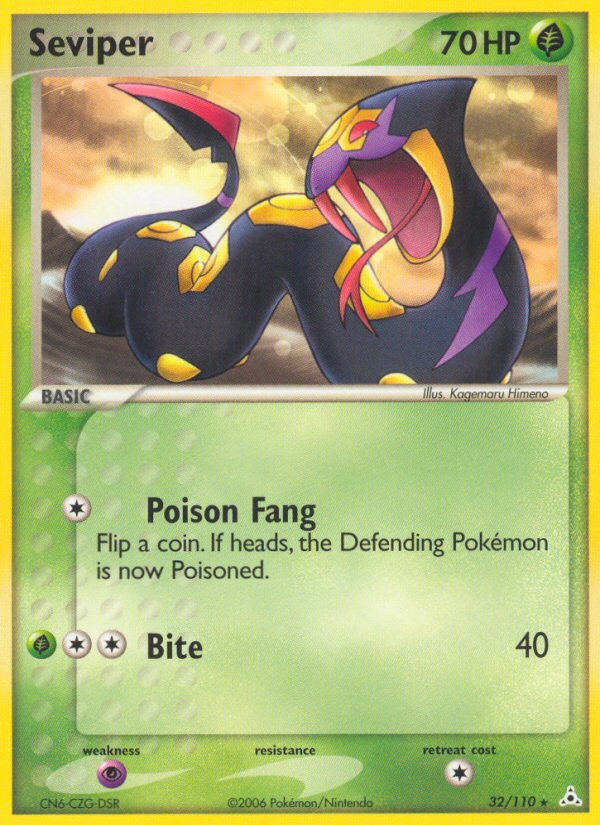 Seviper 70 HP
BASIC Illus. Kagemaru Himeno
Poison Fang
Flip a coin. If heads, the Defending Pokémon
is now Poisoned.
Bite 40
weakness resistance retreat cost
CN6-CZG-DSR ©2006 Pokémon/Nintendo 32/110 ★